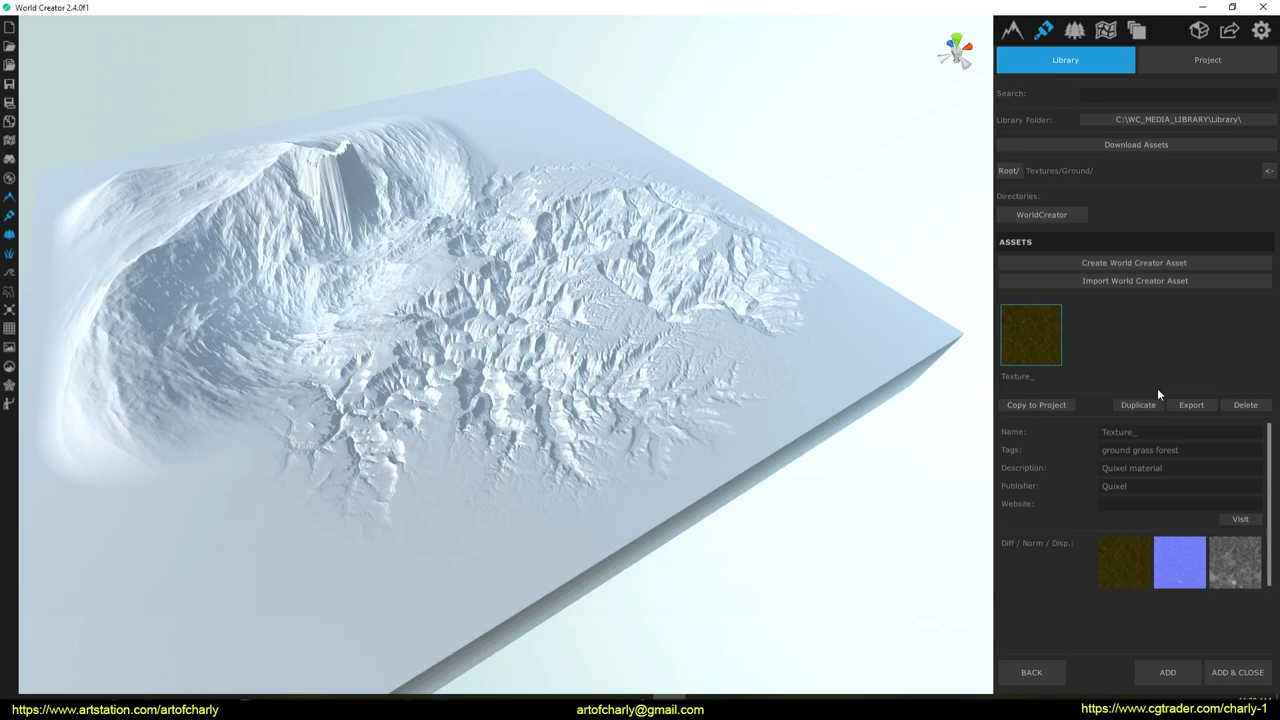 World Creator 2.4.0f1
Library
Project
Search:
Library Folder:
C:\WC_MEDIA_LIBRARY\Library\
Download Assets
Root/
Textures/Ground/
<-
Directories:
WorldCreator
ASSETS
Create World Creator Asset
Import World Creator Asset
Texture_
Copy to Project
Duplicate
Export
Delete
Name:
Texture_
Tags:
ground grass forest
Description:
Quixel material
Publisher:
Quixel
Website:
Visit
Diff / Norm / Disp.:
BACK
ADD
ADD & CLOSE
https://www.artstation.com/artofcharly
artofcharly@gmail.com
https://www.cgtrader.com/charly-1